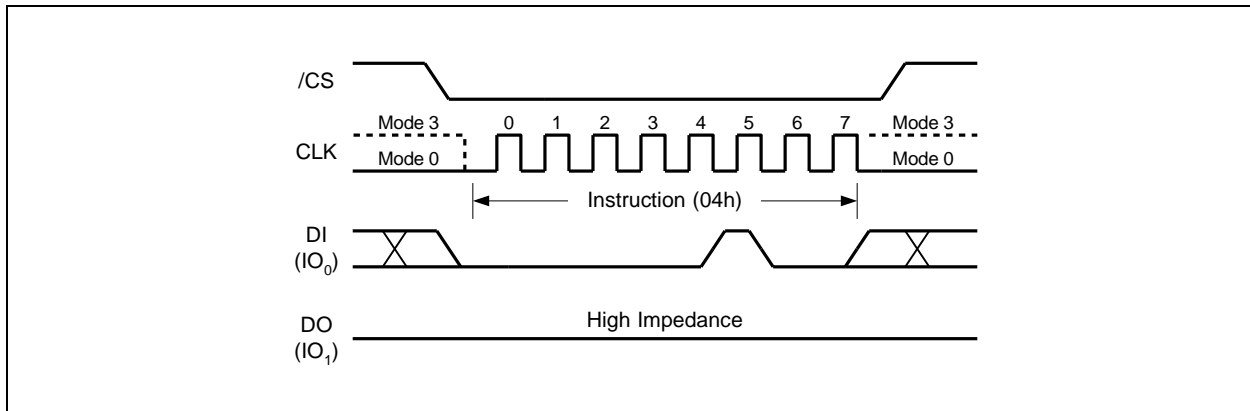 /CS
Mode 3 0 1 2 3 4 5 6 7 Mode 3
CLK
Mode 0 Mode 0
Instruction (04h)
DI
(IO₀)
High Impedance
DO
(IO₁)